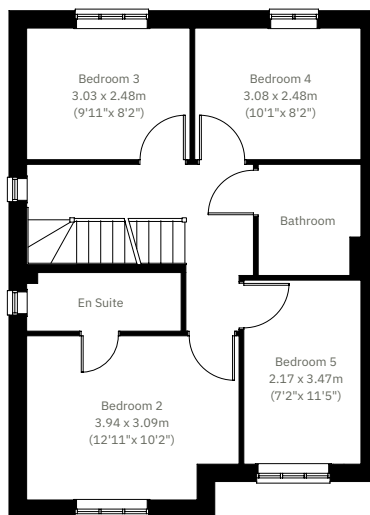 Bedroom 3
3.03 x 2.48m
(9'11"x 8'2")
Bedroom 4
3.08 x 2.48m
(10'1"x 8'2")
Bathroom
En Suite
Bedroom 2
3.94 x 3.09m
(12'11"x 10'2")
Bedroom 5
2.17 x 3.47m
(7'2"x 11'5")